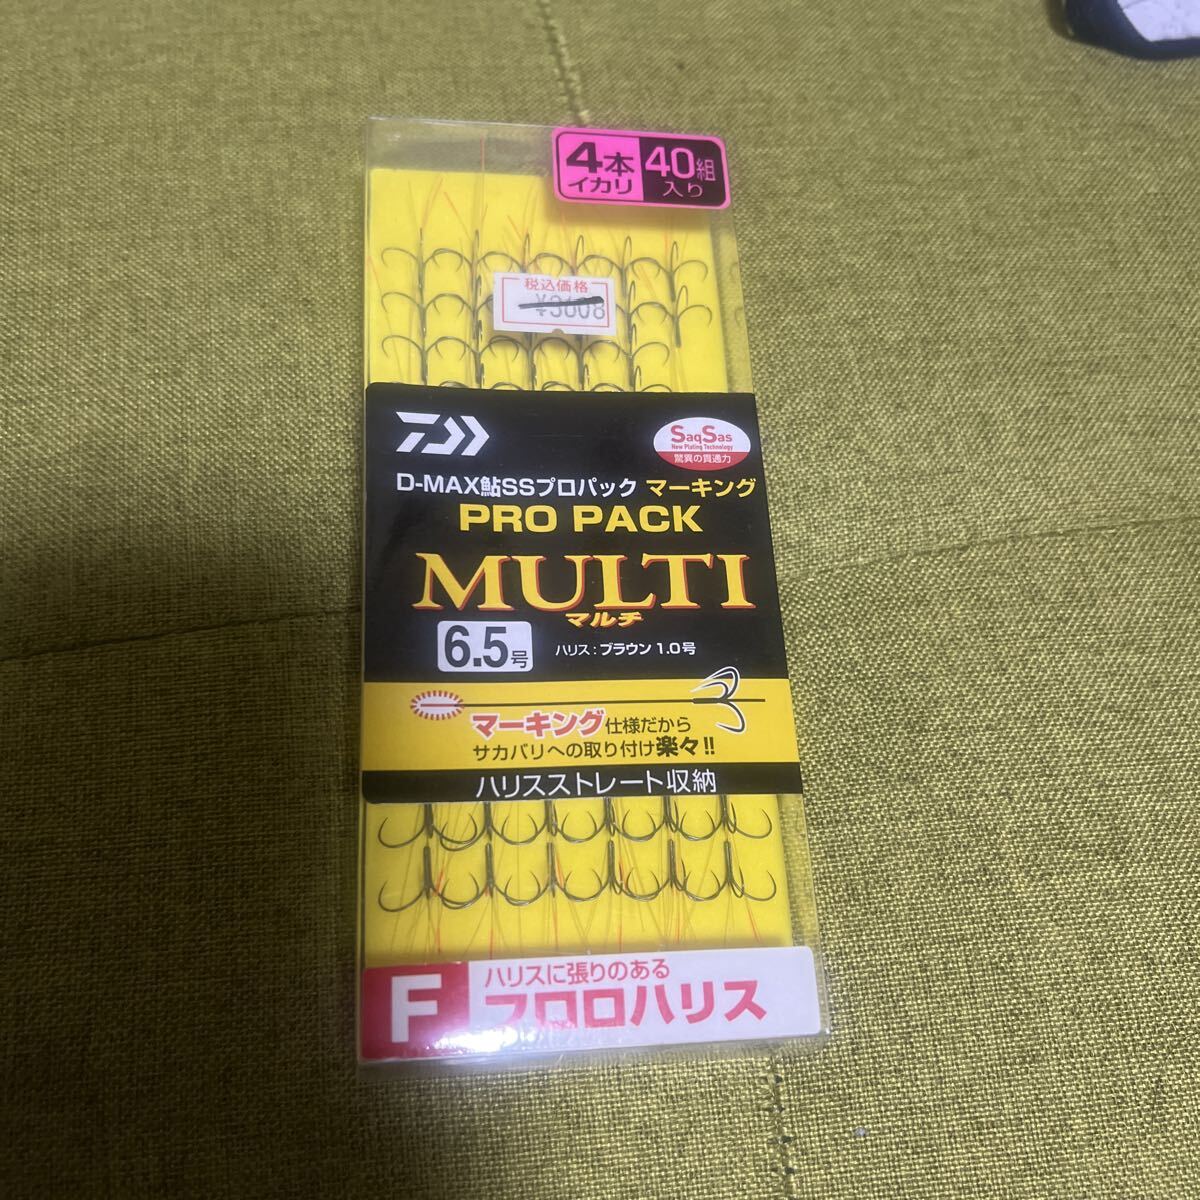 4本
イカリ
40組
入り
税込価格
¥3608
SaqSas
New Plating Technology
驚異の貫通力
D-MAX鮎SSプロパック マーキング
PRO PACK
MULTI
マルチ
6.5号
ハリス：ブラウン 1.0号
マーキング仕様だから
サカバリへの取り付け楽々!!
ハリスストレート収納
F
ハリスに張りのある
フロロハリス